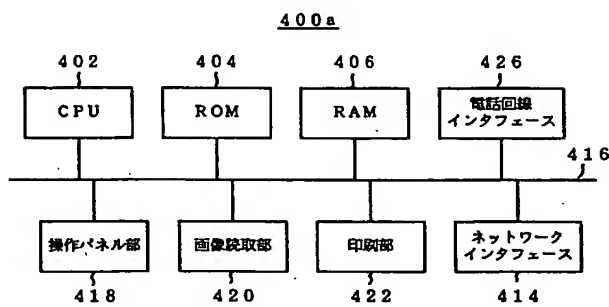 400a
402 404 406 426
CPU ROM RAM 電話回線
インタフェース
416
操作パネル部 画像読取部 印刷部 ネットワーク
インタフェース
418 420 422 414